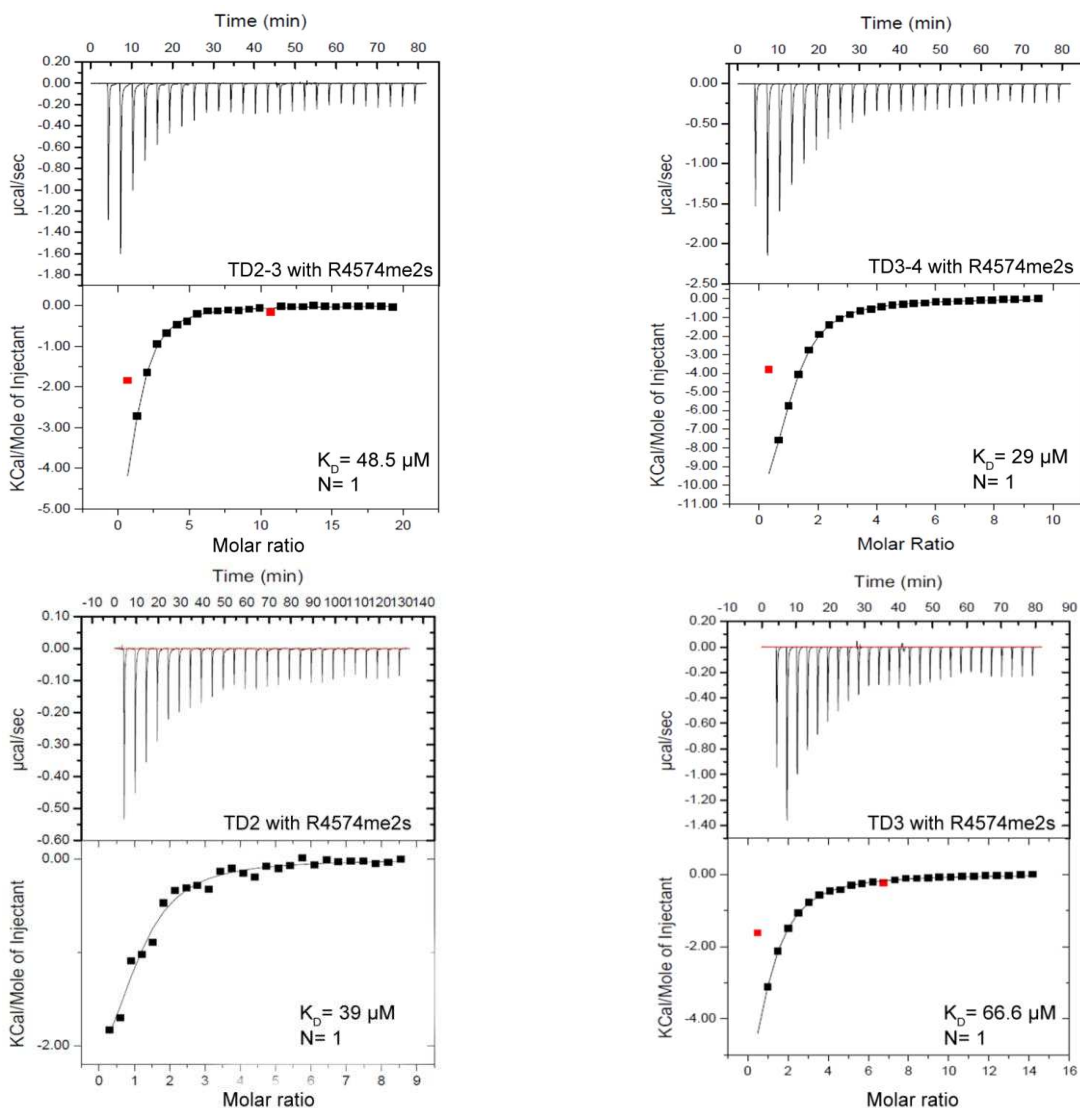 Time (min)
0 10 20 30 40 50 60 70 80
0.20
0.00
-0.20
-0.40
-0.60
-0.80
-1.00
-1.20
-1.40
-1.60
-1.80
µcal/sec
TD2-3 with R4574me2s
0.00
-1.00
-2.00
-3.00
-4.00
-5.00
KCal/Mole of Injectant
K_D= 48.5 µM
N= 1
0 5 10 15 20
Molar ratio
Time (min)
0 10 20 30 40 50 60 70 80
0.00
-0.50
-1.00
-1.50
-2.00
-2.50
µcal/sec
TD3-4 with R4574me2s
0.00
-1.00
-2.00
-3.00
-4.00
-5.00
-6.00
-7.00
-8.00
-9.00
-10.00
-11.00
KCal/Mole of Injectant
K_D= 29 µM
N= 1
0 2 4 6 8 10
Molar Ratio
Time (min)
-10 0 10 20 30 40 50 60 70 80 90 100 110 120 130 140
0.10
0.00
-0.10
-0.20
-0.30
-0.40
-0.50
-0.60
µcal/sec
TD2 with R4574me2s
0.00
-2.00
KCal/Mole of Injectant
K_D= 39 µM
N= 1
0 1 2 3 4 5 6 7 8 9
Molar ratio
Time (min)
-10 0 10 20 30 40 50 60 70 80 90
0.20
0.00
-0.20
-0.40
-0.60
-0.80
-1.00
-1.20
-1.40
µcal/sec
TD3 with R4574me2s
0.00
-2.00
-4.00
KCal/Mole of Injectant
K_D= 66.6 µM
N= 1
0 2 4 6 8 10 12 14 16
Molar ratio